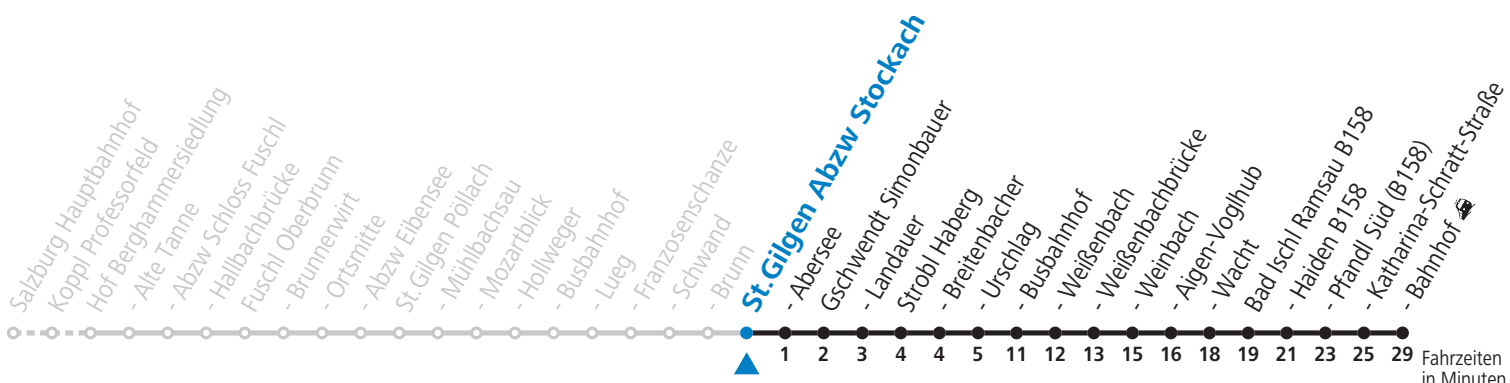 Salzburg Hauptbahnhof
Koppl Professorfeld
Hof Berghammersiedlung
- Alte Tanne
- Abzw Schloss Fuschl
- Hallbachbrücke
Fuschl Oberbrunn
- Brunnerwirt
- Ortsmitte
- Abzw Eibensee
St.Gilgen Pöllach
- Mühlbachsau
- Mozartblick
- Hollweger
- Busbahnhof
- Lueg
- Franzosenschanze
- Schwand
- Brunn
St.Gilgen Abzw Stockach
- Abersee
Gschwendt Simonbauer
- Landauer
Strobl Haberg
- Breitenbacher
- Urschlag
- Busbahnhof
- Weißenbach
- Weißenbachbrücke
- Weinbach
- Aigen-Voglhub
- Wacht
Bad Ischl Ramsau B158
- Haiden B158
- Pfandl Süd (B158)
- Katharina-Schratt-Straße
- Bahnhof
1 2 3 4 4 5 11 12 13 15 16 18 19 21 23 25 29 Fahrzeiten
in Minuten